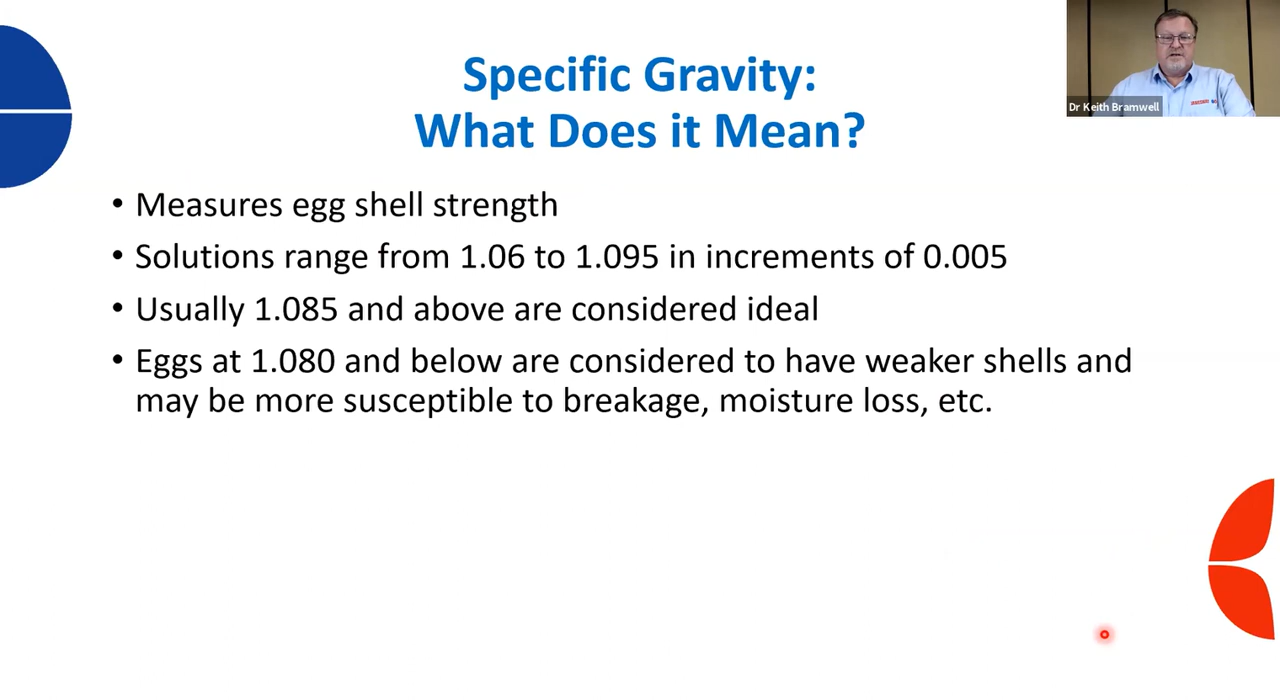 Specific Gravity:
What Does it Mean?
Dr Keith Bramwell
• Measures egg shell strength
• Solutions range from 1.06 to 1.095 in increments of 0.005
• Usually 1.085 and above are considered ideal
• Eggs at 1.080 and below are considered to have weaker shells and
may be more susceptible to breakage, moisture loss, etc.